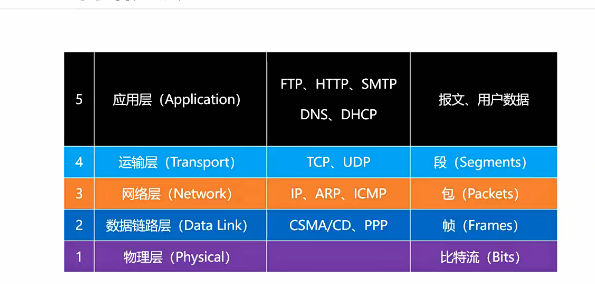 5 应用层（Application） FTP、HTTP、SMTP DNS、DHCP 报文、用户数据
4 运输层（Transport） TCP、UDP 段（Segments）
3 网络层（Network） IP、ARP、ICMP 包（Packets）
2 数据链路层（Data Link） CSMA/CD、PPP 帧（Frames）
1 物理层（Physical） 比特流（Bits）